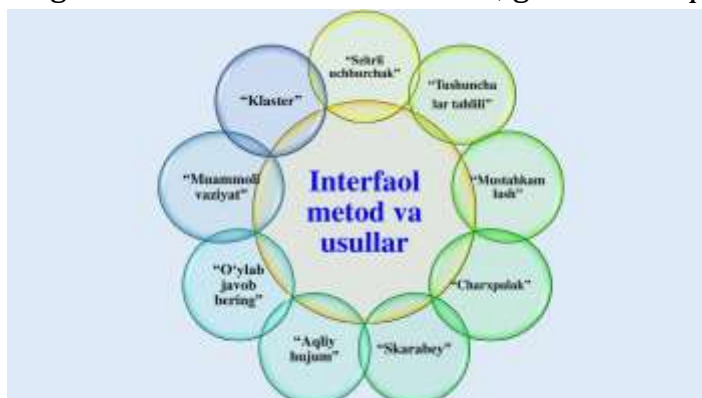 “Sehrli
uchburchak”
“Tushuncha
lar tahlili”
“Mustahkam
lash”
“Charxpalak”
“Skarabey”
“Aqliy
hujum”
“O‘ylab
javob
bering”
“Muammoli
vaziyat”
“Klaster”
Interfaol
metod va
usullar